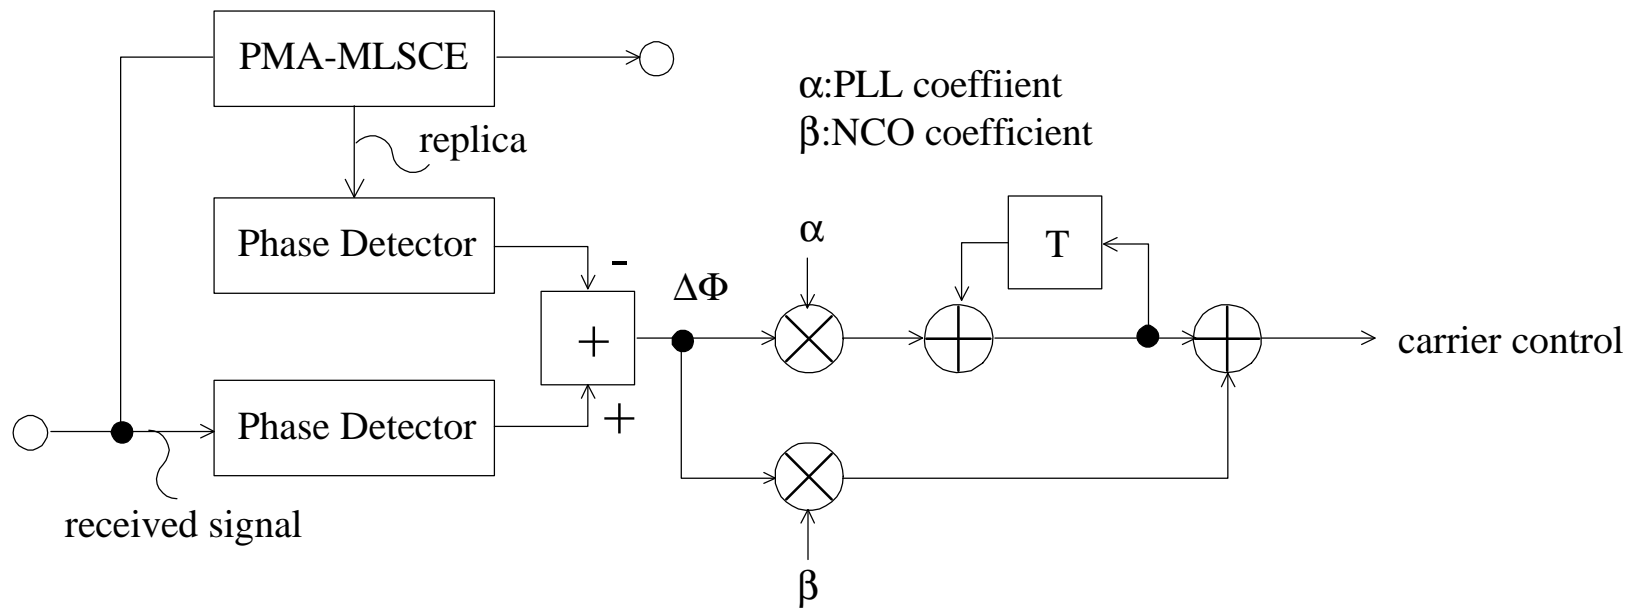 PMA-MLSCE
α:PLL coeffiient
β:NCO coefficient
replica
Phase Detector
α
T
-
ΔΦ
+
carrier control
Phase Detector
+
received signal
β